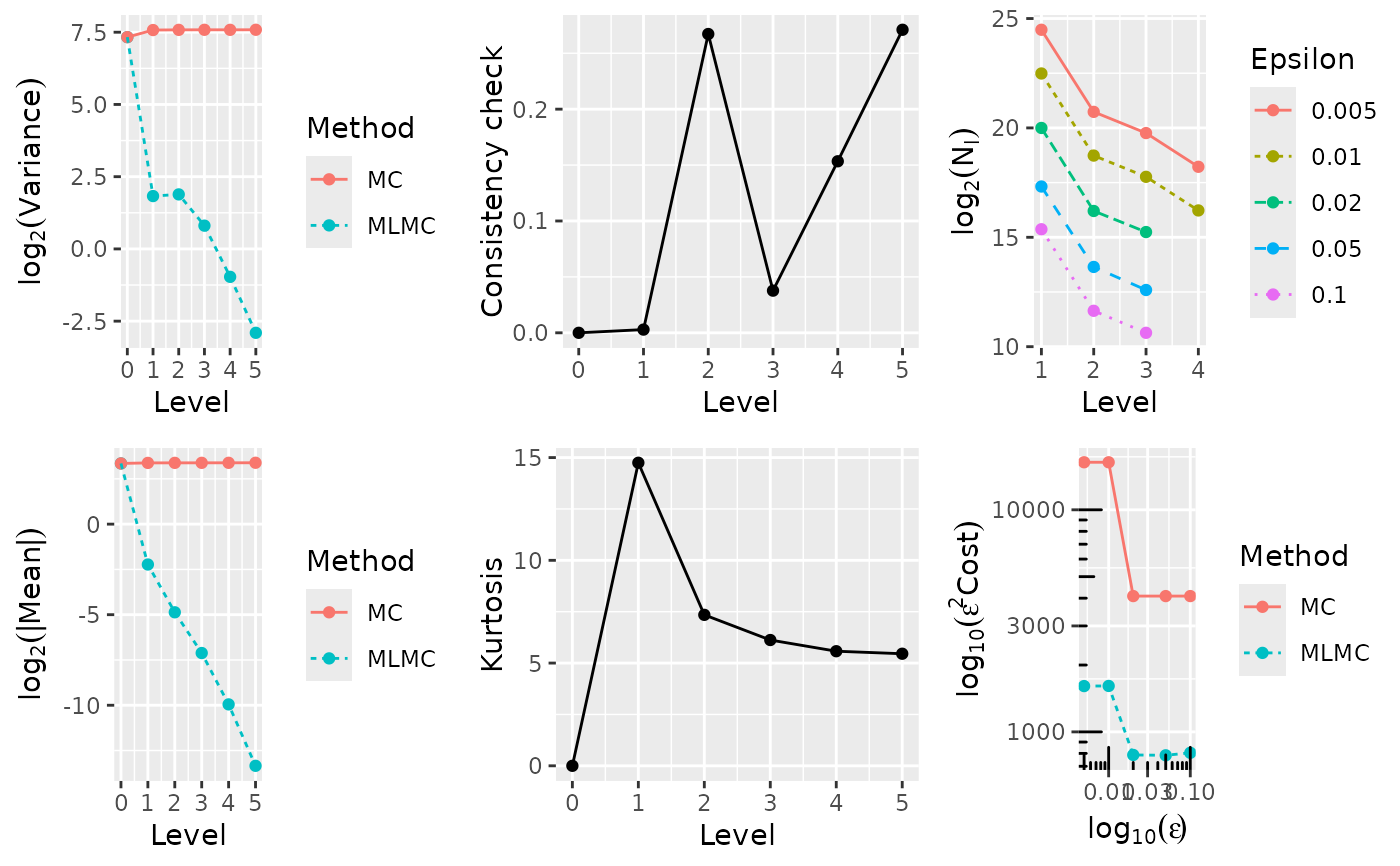 log2(Variance)
7.5
5.0
2.5
0.0
-2.5
0 1 2 3 4 5
Level
Method
MC
MLMC
Consistency check
0.2
0.1
0.0
0 1 2 3 4 5
Level
log2(Nl)
25
20
15
10
1 2 3 4
Level
Epsilon
0.005
0.01
0.02
0.05
0.1
log2(|Mean|)
0
-5
-10
0 1 2 3 4 5
Level
Method
MC
MLMC
Kurtosis
15
10
5
0
0 1 2 3 4 5
Level
log10(ε2Cost)
10000
3000
1000
0.01 0.03 0.10
log10(ε)
Method
MC
MLMC